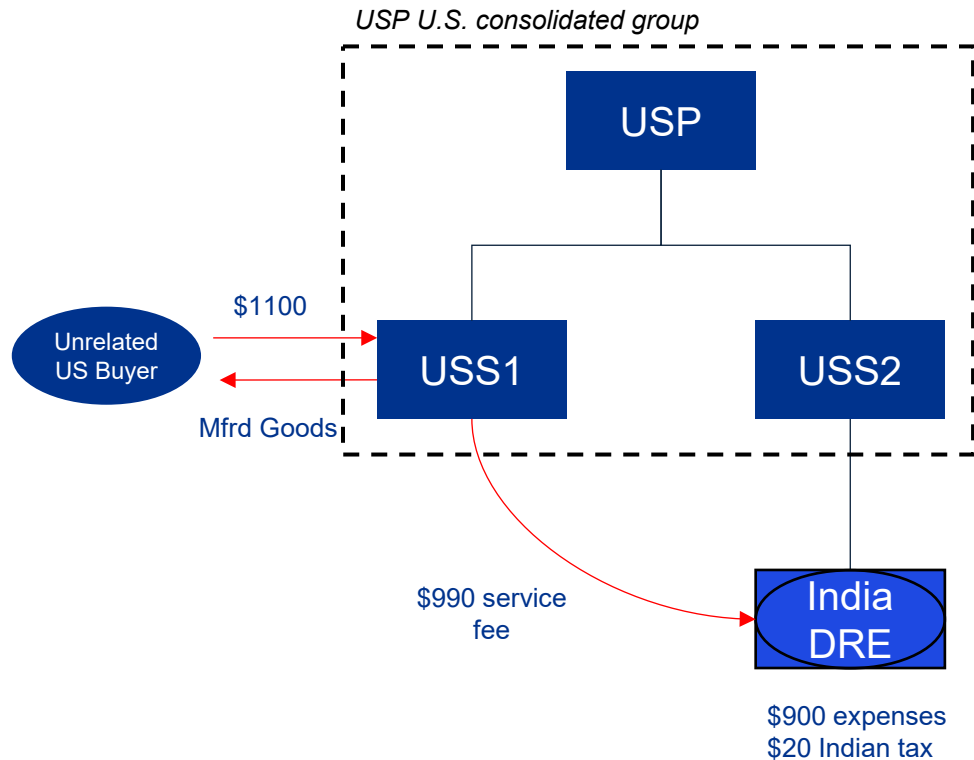 USP U.S. consolidated group
USP
$1100
Unrelated
US Buyer
USS1
USS2
Mfrd Goods
$990 service
fee
India
DRE
$900 expenses
$20 Indian tax